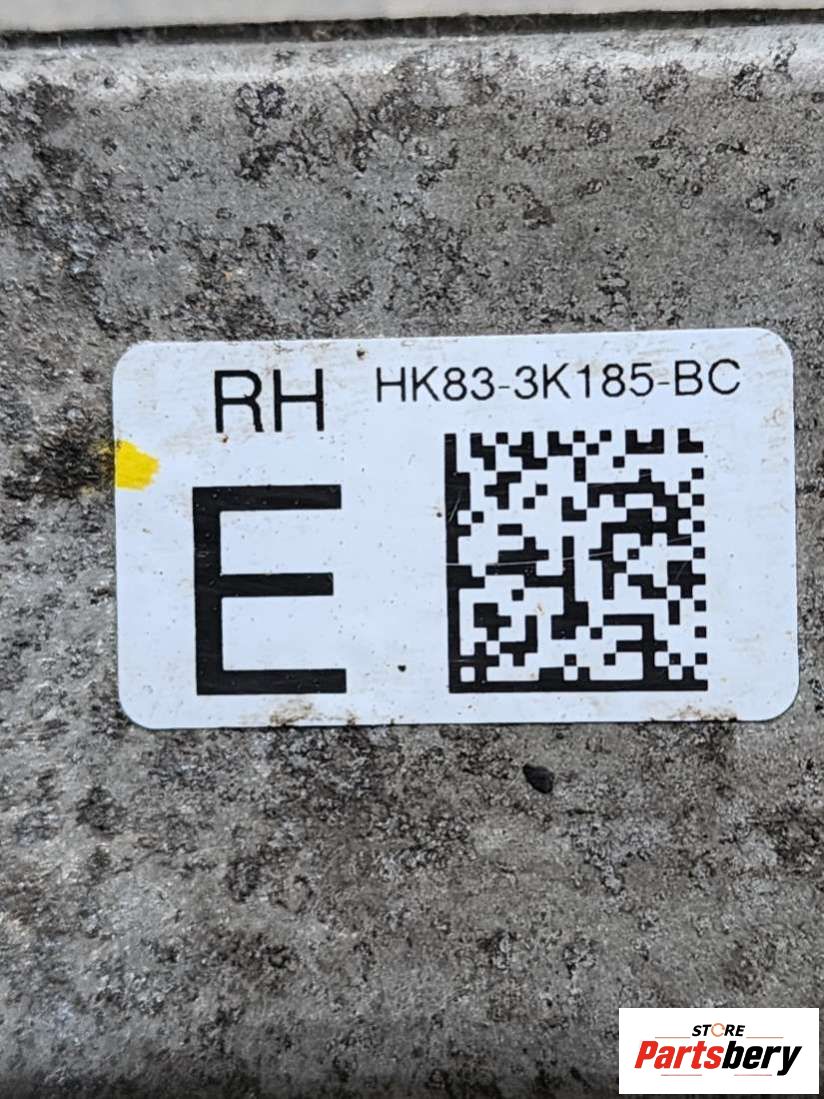 RH HK83-3K185-BC
E
STORE
Partsbery